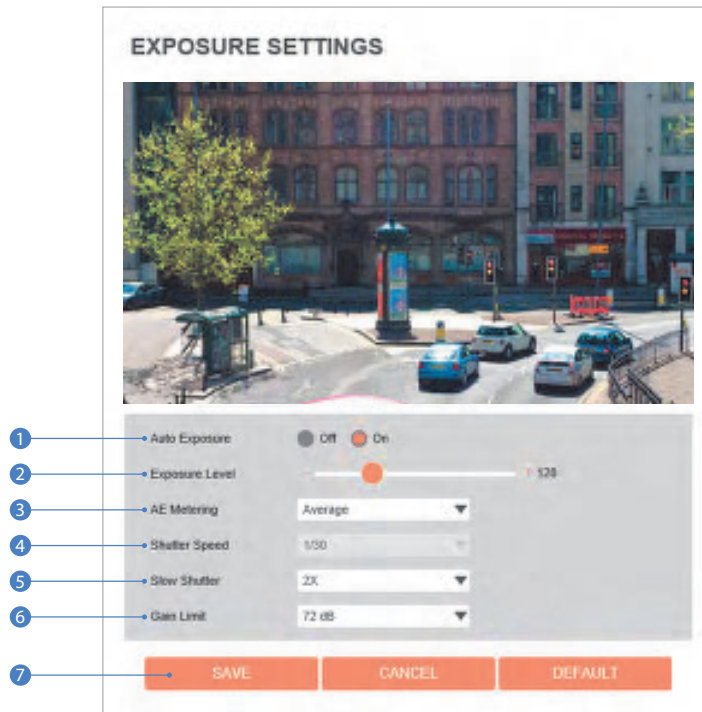 EXPOSURE SETTINGS
1 Auto Exposure Off On
2 Exposure Level - + 128
3 AE Metering Average
4 Shutter Speed 1/30
5 Slow Shutter 2X
6 Gain Limit 72 dB
7 SAVE CANCEL DEFAULT